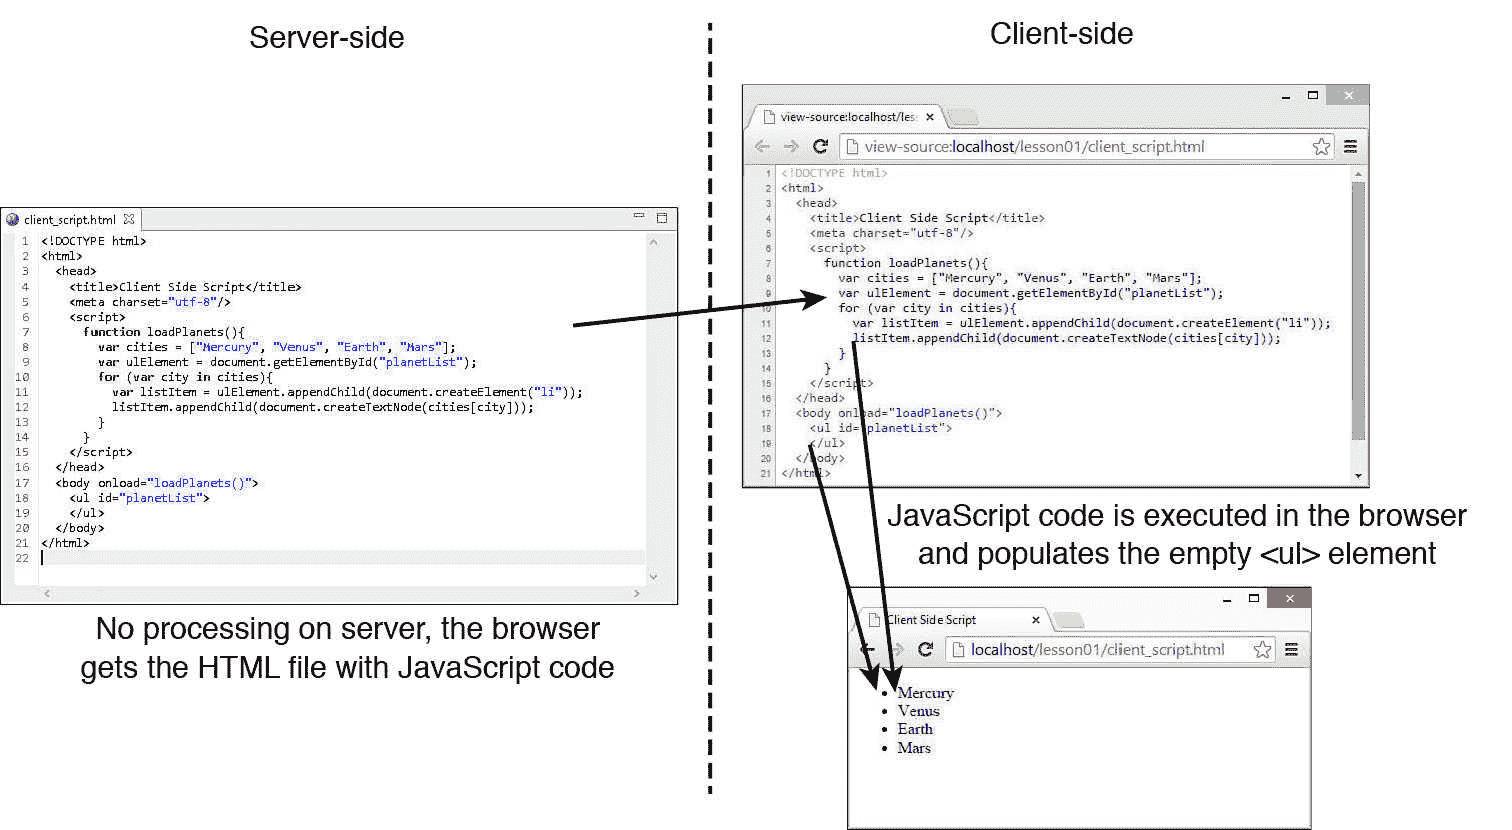 Server-side
Client-side
client_script.html
1 <!DOCTYPE html>
2 <html>
3 <head>
4 <title>Client Side Script</title>
5 <meta charset="utf-8"/>
6 <script>
7 function loadPlanets(){
8 var cities = ["Mercury", "Venus", "Earth", "Mars"];
9 var ulElement = document.getElementById("planetList");
10 for (var city in cities){
11 var listItem = ulElement.appendChild(document.createElement("li"));
12 listItem.appendChild(document.createTextNode(cities[city]));
13 }
14 }
15 </script>
16 </head>
17 <body onload="loadPlanets()">
18 <ul id="planetList">
19 </ul>
20 </body>
21 </html>
22
No processing on server, the browser
gets the HTML file with JavaScript code
view-source:localhost/les
view-source:localhost/lesson01/client_script.html
1 <!DOCTYPE html>
2 <html>
3 <head>
4 <title>Client Side Script</title>
5 <meta charset="utf-8"/>
6 <script>
7 function loadPlanets(){
8 var cities = ["Mercury", "Venus", "Earth", "Mars"];
9 var ulElement = document.getElementById("planetList");
10 for (var city in cities){
11 var listItem = ulElement.appendChild(document.createElement("li"));
12 listItem.appendChild(document.createTextNode(cities[city]));
13 }
14 }
15 </script>
16 </head>
17 <body onload="loadPlanets()">
18 <ul id="planetList">
19 </ul>
20 </body>
21 </html>
JavaScript code is executed in the browser
and populates the empty <ul> element
Client Side Script
localhost/lesson01/client_script.html
• Mercury
• Venus
• Earth
• Mars